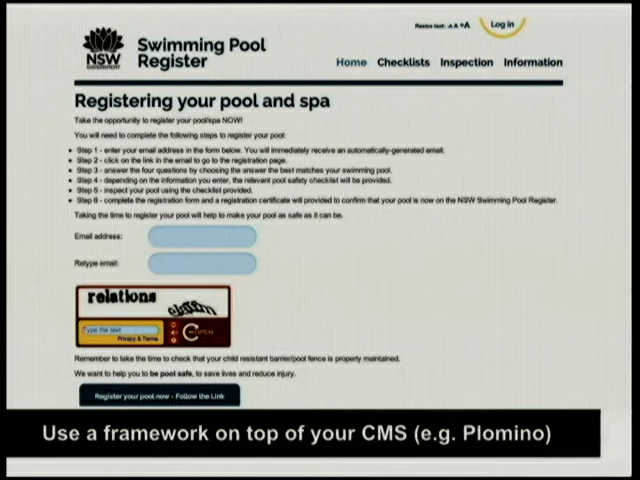 Resize text: -A A +A
Log in
NSW
GOVERNMENT
Swimming Pool
Register
Home Checklists Inspection Information
Registering your pool and spa
Take the opportunity to register your pool/spa NOW!
You will need to complete the following steps to register your pool:
Step 1 - enter your email address in the form below. You will immediately receive an automatically-generated email.
Step 2 - click on the link in the email to go to the registration page.
Step 3 - answer the four questions by choosing the answer the best matches your swimming pool.
Step 4 - depending on the information you enter, the relevant pool safety checklist will be provided.
Step 5 - inspect your pool using the checklist provided.
Step 6 - complete the registration form and a registration certificate will provided to confirm that your pool is now on the NSW Swimming Pool Register.
Taking the time to register your pool will help to make your pool as safe as it can be.
Email address:
Retype email:
relations
Type the text
Privacy & Terms
Remember to take the time to check that your child resistant barrier/pool fence is properly maintained.
We want to help you to be pool safe, to save lives and reduce injury.
Register your pool now - Follow the Link
Use a framework on top of your CMS (e.g. Plomino)